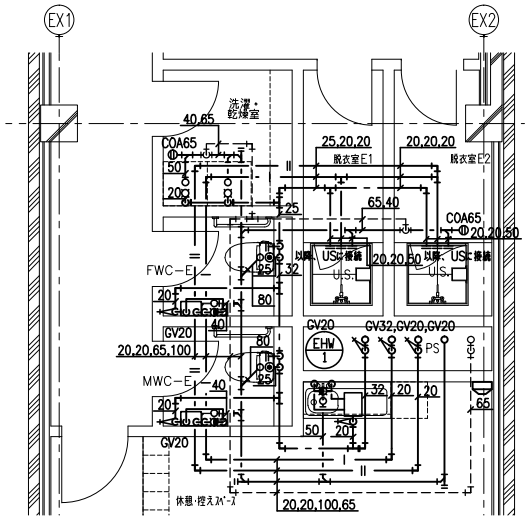 EX1
EX2
洗濯・
乾燥室
40,65
COA65
50
20
25,20,20
20,20,20
脱衣室E1
脱衣室E2
25
65,40
COA65
20,20,50
20,20,50
以降、USに接続
以降、USに接続
U.S.
U.S.
FWC-E
25
32
20
80
GV20
40
GV20
GV32,GV20,GV20
EHW
1
PS
20,20,65,100
80
MWC-E
25
40
20
32
20
20
65
GV20
50
20
休憩・控えスペース
20,20,100,65